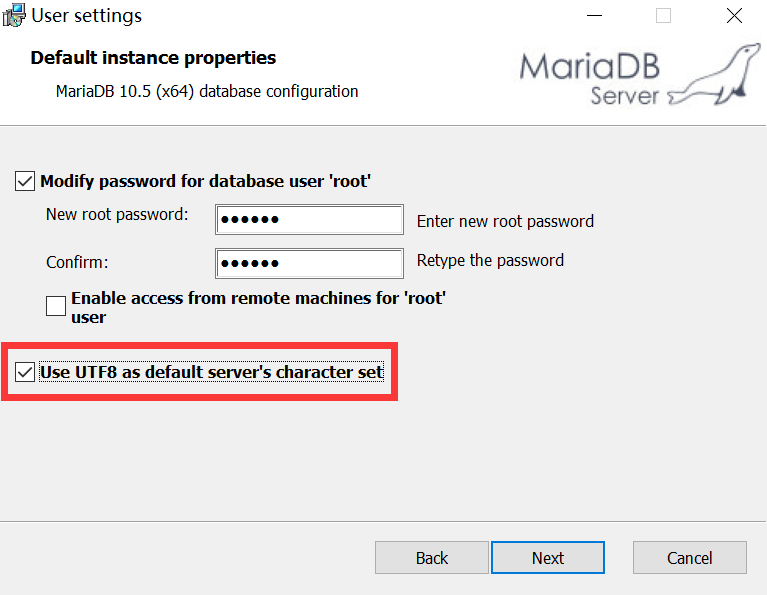 User settings
Default instance properties
MariaDB 10.5 (x64) database configuration
MariaDB
Server
Modify password for database user 'root'
New root password:
Enter new root password
Confirm:
Retype the password
Enable access from remote machines for 'root'
user
Use UTF8 as default server's character set
Back
Next
Cancel